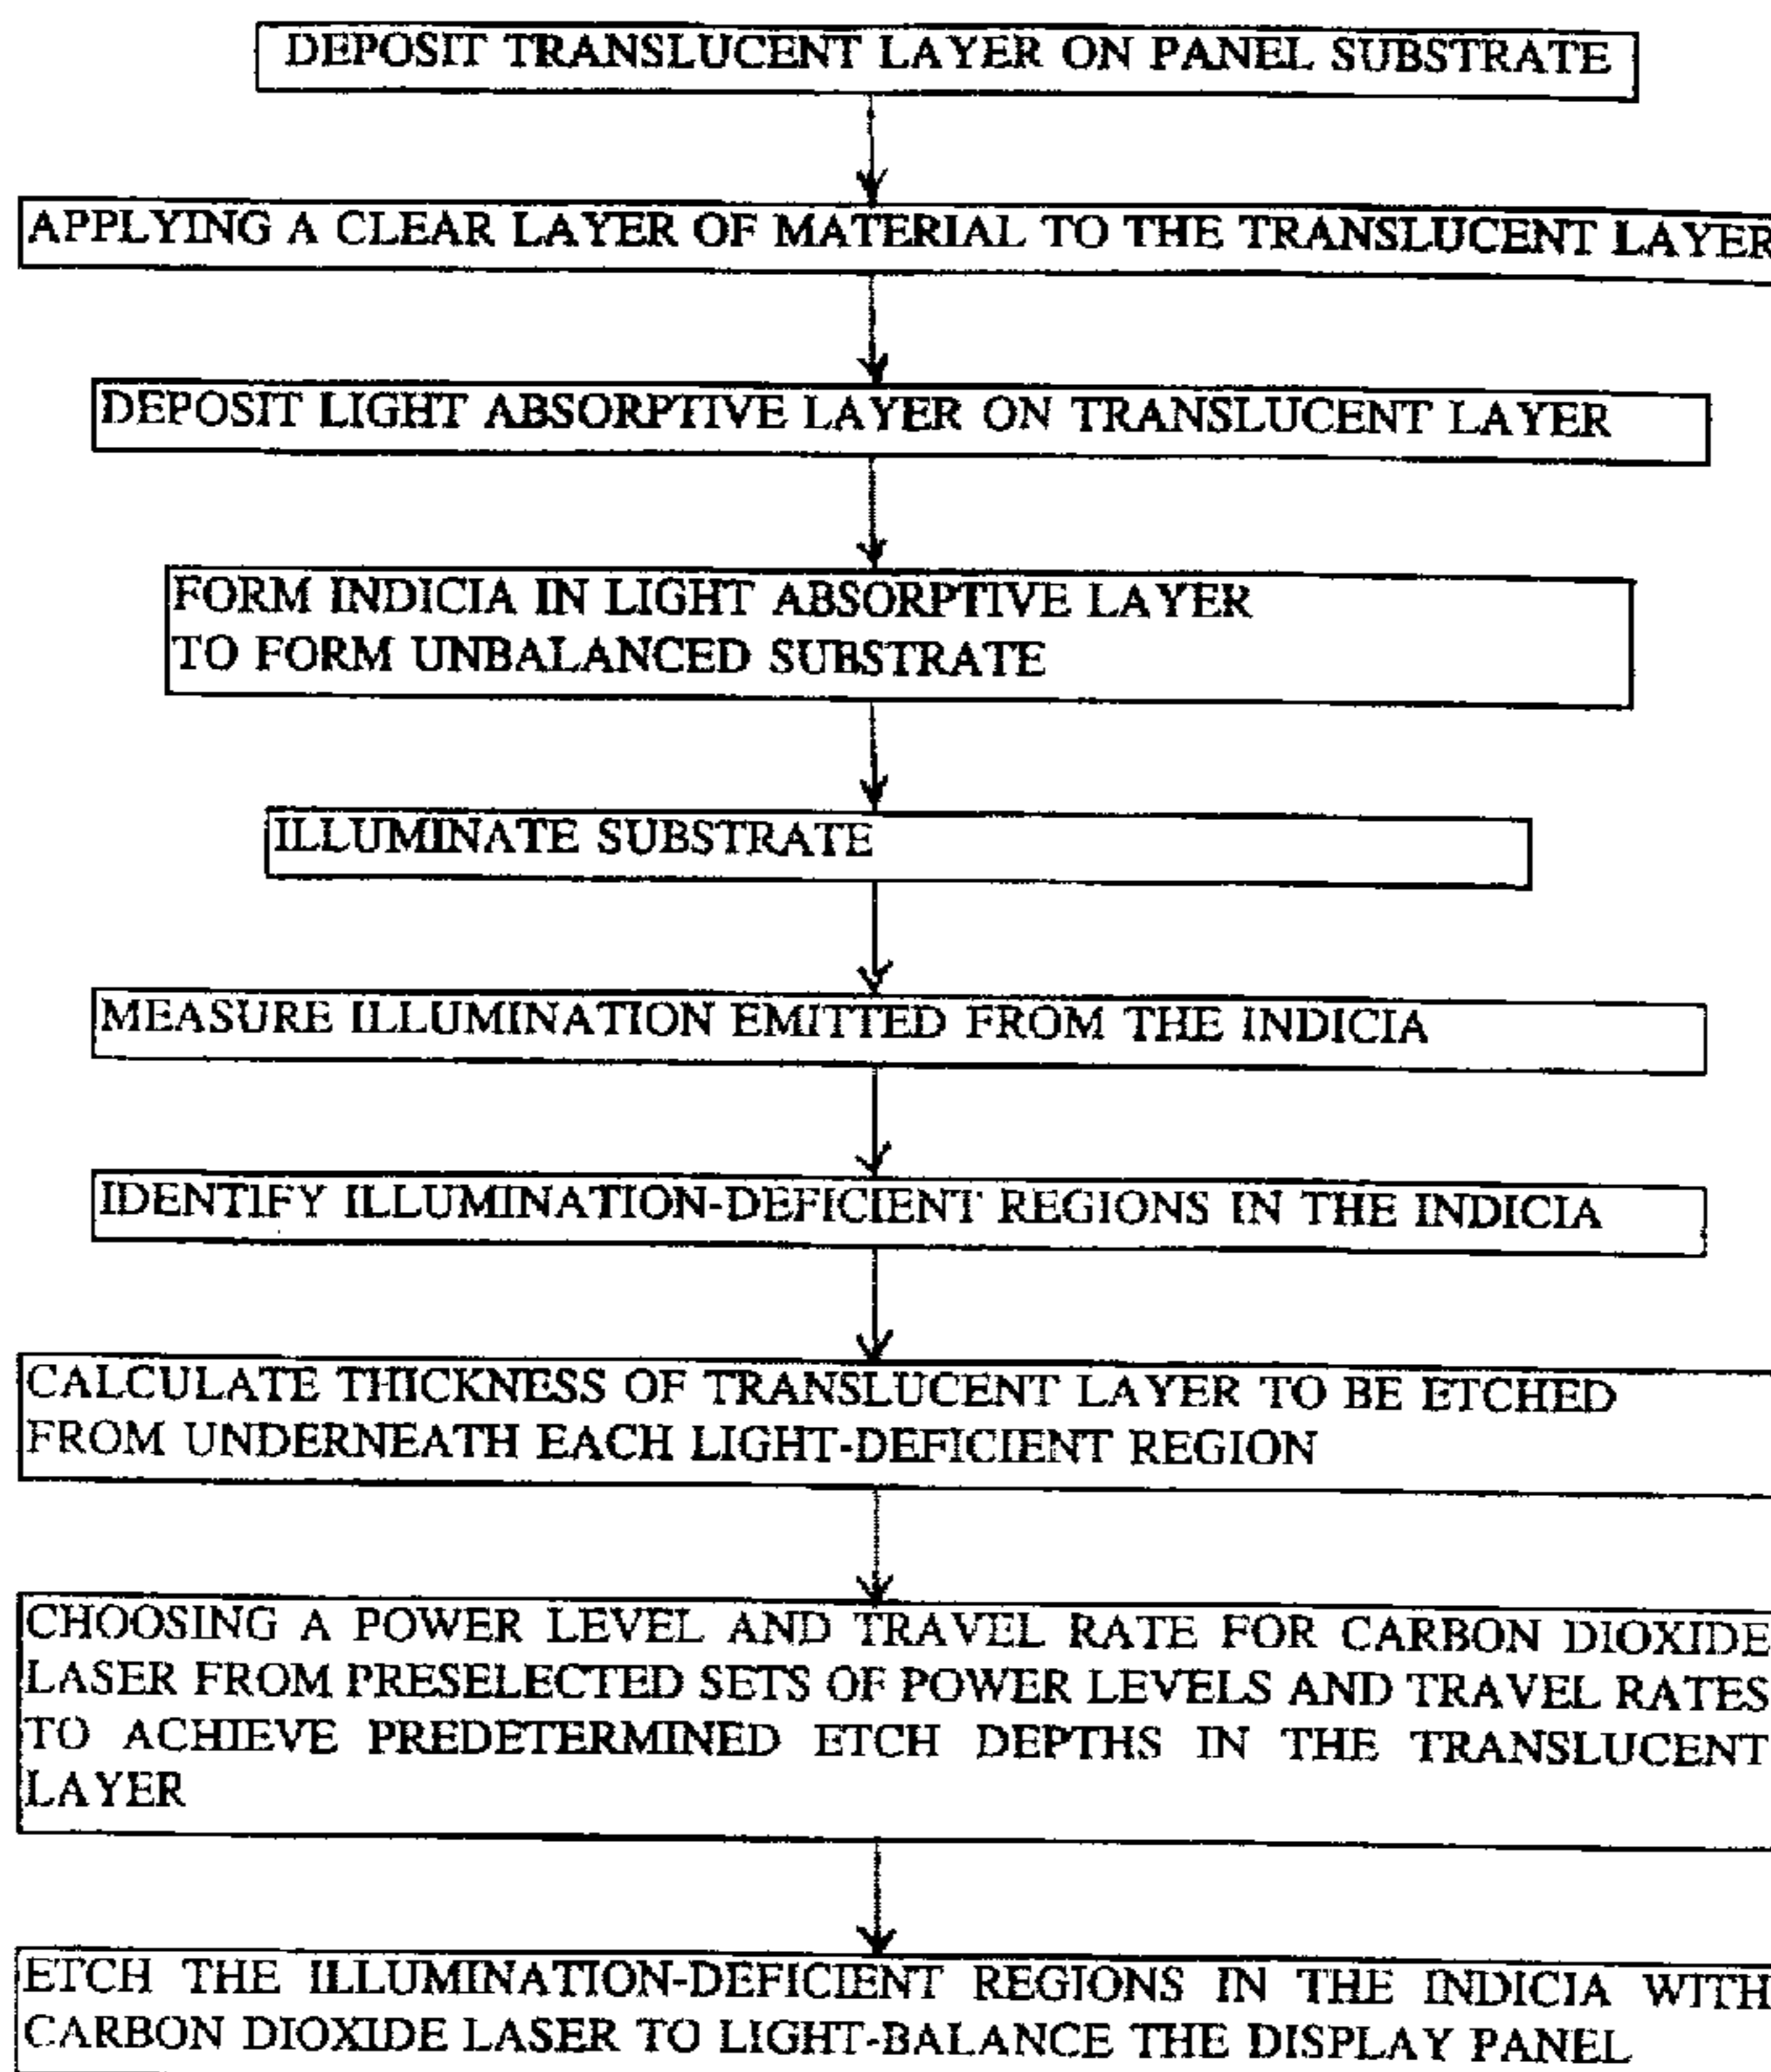 DEPOSIT TRANSLUCENT LAYER ON PANEL SUBSTRATE
APPLYING A CLEAR LAYER OF MATERIAL TO THE TRANSLUCENT LAYER
DEPOSIT LIGHT ABSORPTIVE LAYER ON TRANSLUCENT LAYER
FORM INDICIA IN LIGHT ABSORPTIVE LAYER
TO FORM UNBALANCED SUBSTRATE
ILLUMINATE SUBSTRATE
MEASURE ILLUMINATION EMITTED FROM THE INDICIA
IDENTIFY ILLUMINATION-DEFICIENT REGIONS IN THE INDICIA
CALCULATE THICKNESS OF TRANSLUCENT LAYER TO BE ETCHED
FROM UNDERNEATH EACH LIGHT-DEFICIENT REGION
CHOOSING A POWER LEVEL AND TRAVEL RATE FOR CARBON DIOXIDE
LASER FROM PRESELECTED SETS OF POWER LEVELS AND TRAVEL RATES
TO ACHIEVE PREDETERMINED ETCH DEPTHS IN THE TRANSLUCENT
LAYER
ETCH THE ILLUMINATION-DEFICIENT REGIONS IN THE INDICIA WITH
CARBON DIOXIDE LASER TO LIGHT-BALANCE THE DISPLAY PANEL